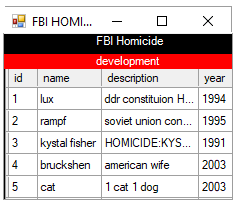 FBI HOMI...
FBI Homicide
development
id name description year
1 lux ddr constituion H... 1994
2 rampf soviet union con... 1995
3 kystal fisher HOMICIDE:KYS... 1991
4 bruckshen american wife 2003
5 cat 1 cat 1 dog 2003